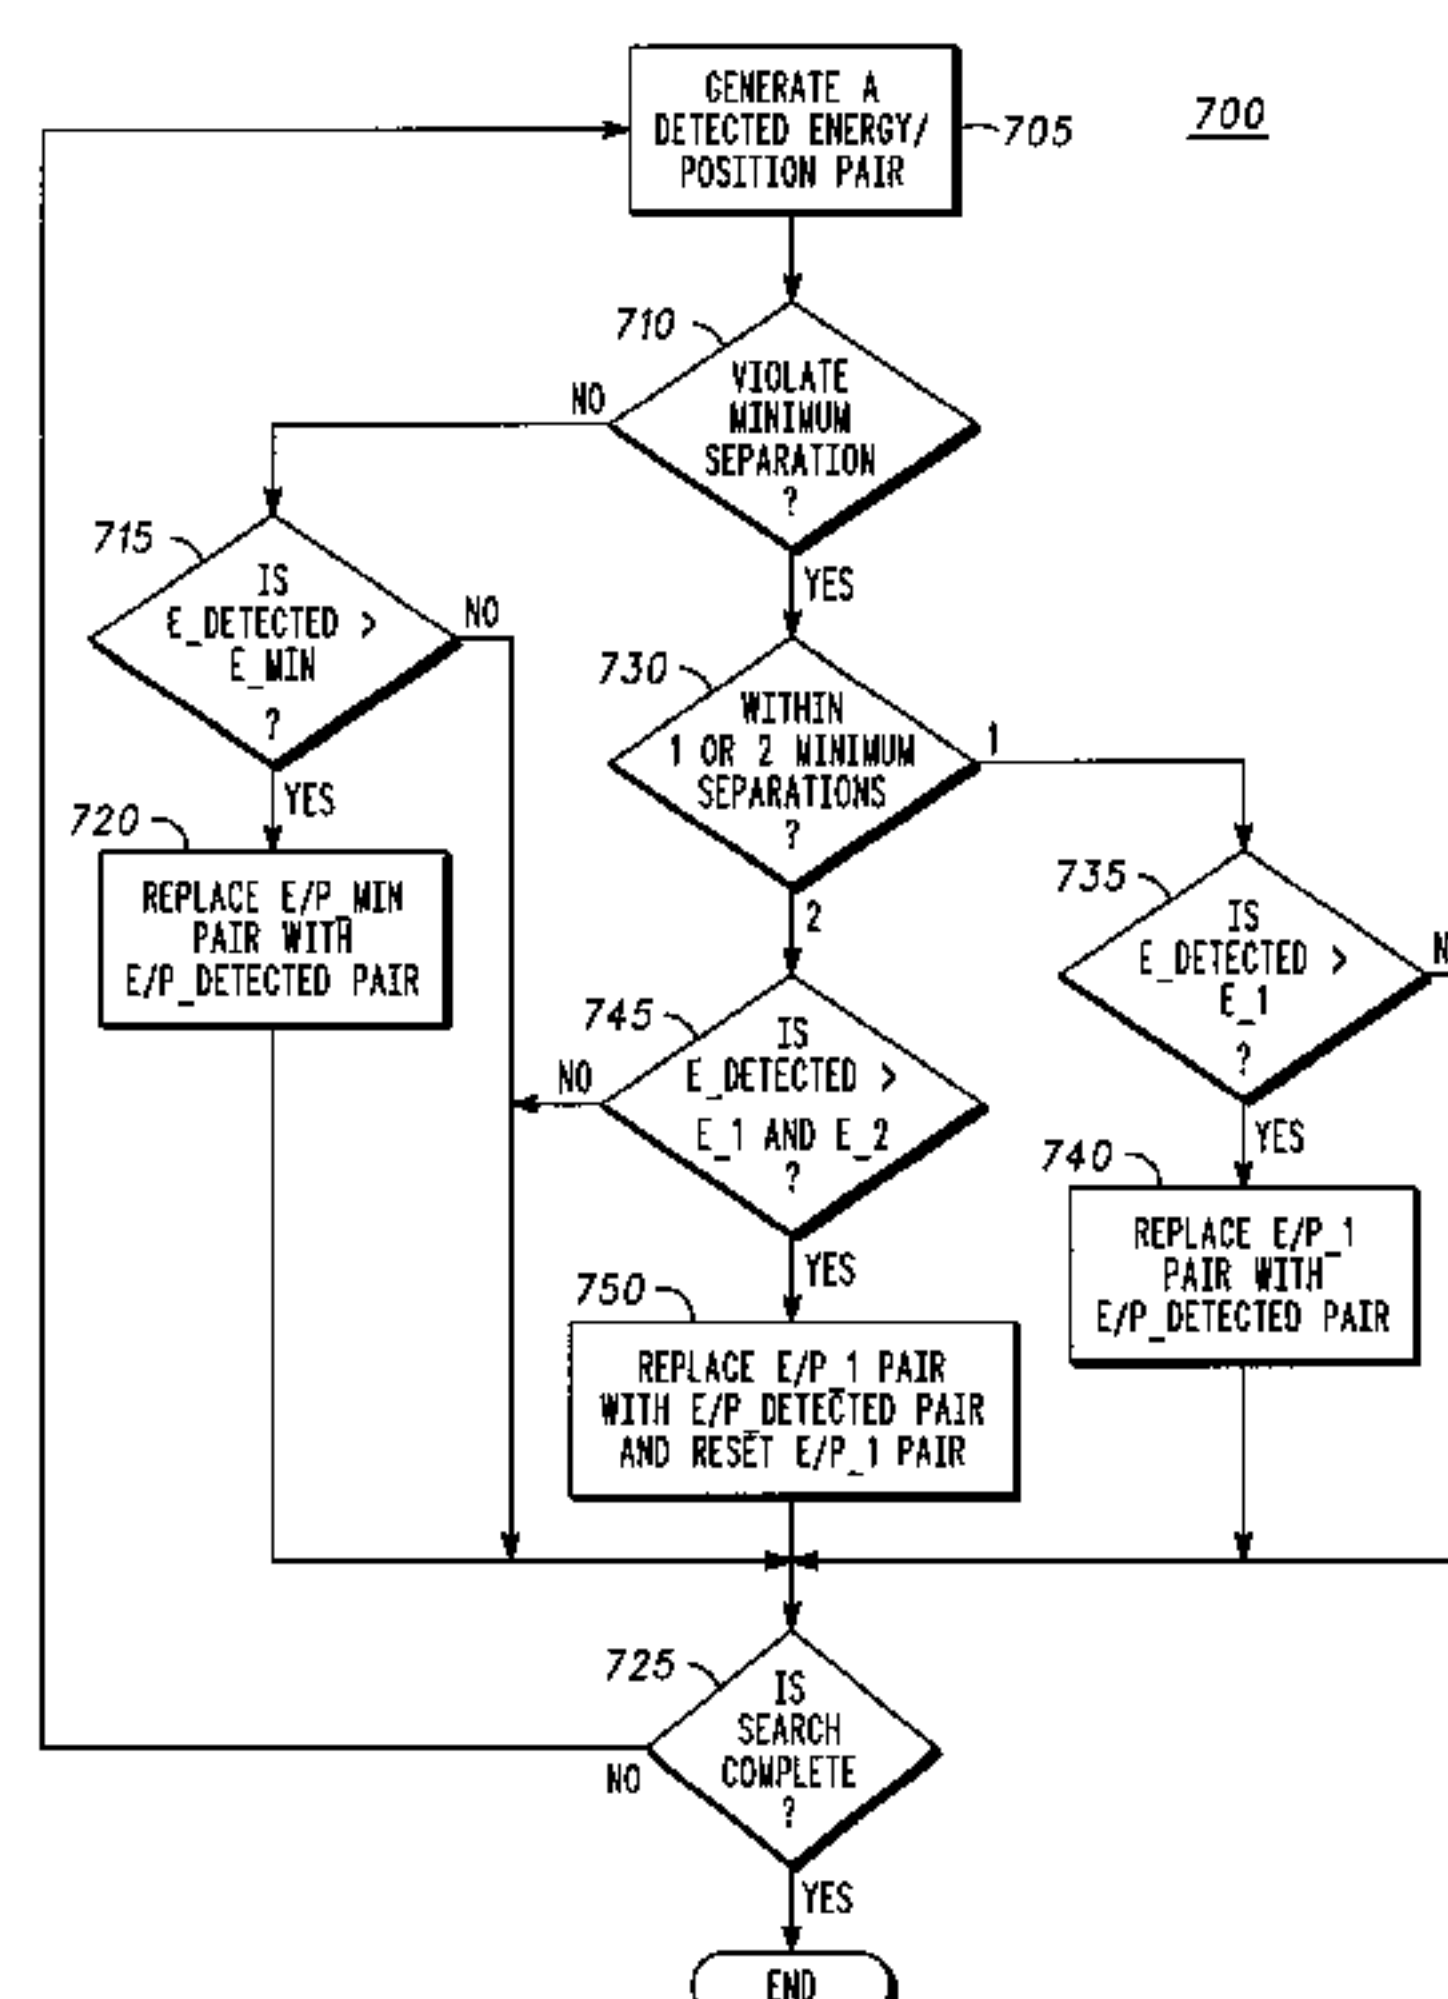 GENERATE A
DETECTED ENERGY/
POSITION PAIR
705
700
710
VIOLATE
MINIMUM
SEPARATION
?
NO
YES
715
IS
E_DETECTED >
E_MIN
?
NO
YES
730
WITHIN
1 OR 2 MINIMUM
SEPARATIONS
?
1
2
720
REPLACE E/P_MIN
PAIR WITH
E/P_DETECTED PAIR
735
IS
E_DETECTED >
E_1
?
N
YES
745
IS
E_DETECTED >
E_1 AND E_2
?
NO
YES
740
REPLACE E/P_1
PAIR WITH
E/P_DETECTED PAIR
750
REPLACE E/P_1 PAIR
WITH E/P_DETECTED PAIR
AND RESET E/P_1 PAIR
725
IS
SEARCH
COMPLETE
?
NO
YES
END